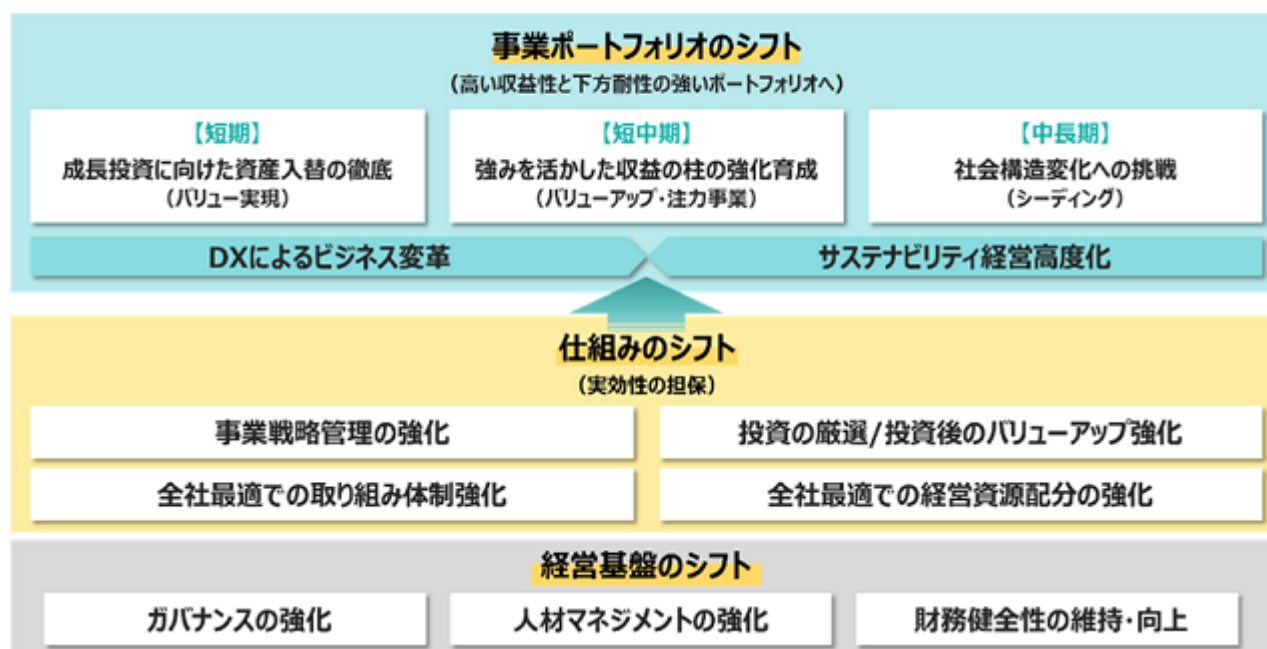 事業ポートフォリオのシフト
（高い収益性と下方耐性の強いポートフォリオへ）
【短期】
成長投資に向けた資産入替の徹底
（バリュー実現）
【短中期】
強みを活かした収益の柱の強化育成
（バリューアップ・注力事業）
【中長期】
社会構造変化への挑戦
（シーディング）
DXによるビジネス変革
サステナビリティ経営高度化
仕組みのシフト
（実効性の担保）
事業戦略管理の強化
投資の厳選/投資後のバリューアップ強化
全社最適での取り組み体制強化
全社最適での経営資源配分の強化
経営基盤のシフト
ガバナンスの強化
人材マネジメントの強化
財務健全性の維持・向上